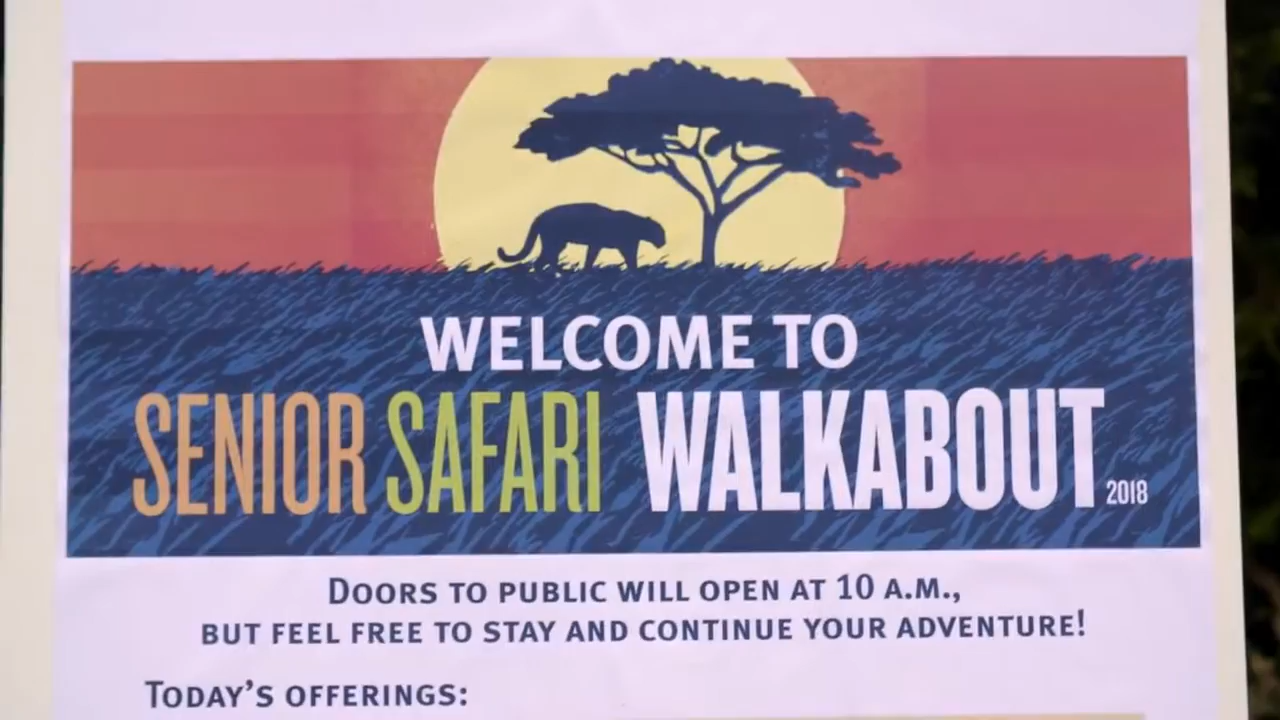 WELCOME TO
SENIOR SAFARI WALKABOUT 2018
DOORS TO PUBLIC WILL OPEN AT 10 A.M.,
BUT FEEL FREE TO STAY AND CONTINUE YOUR ADVENTURE!
TODAY'S OFFERINGS: